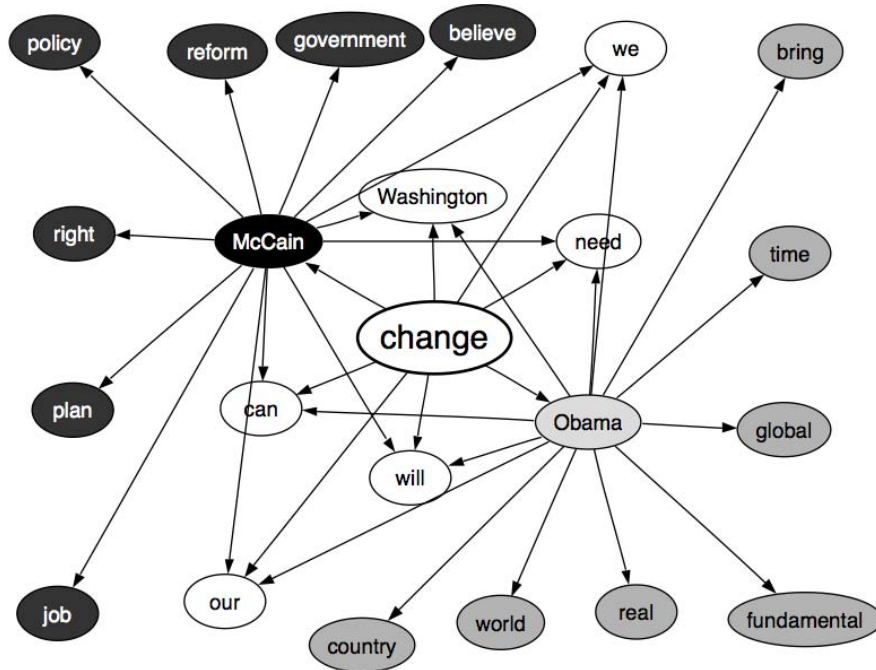 policy
reform
government
believe
we
bring
Washington
right
McCain
need
time
change
plan
can
Obama
global
will
job
our
country
world
real
fundamental